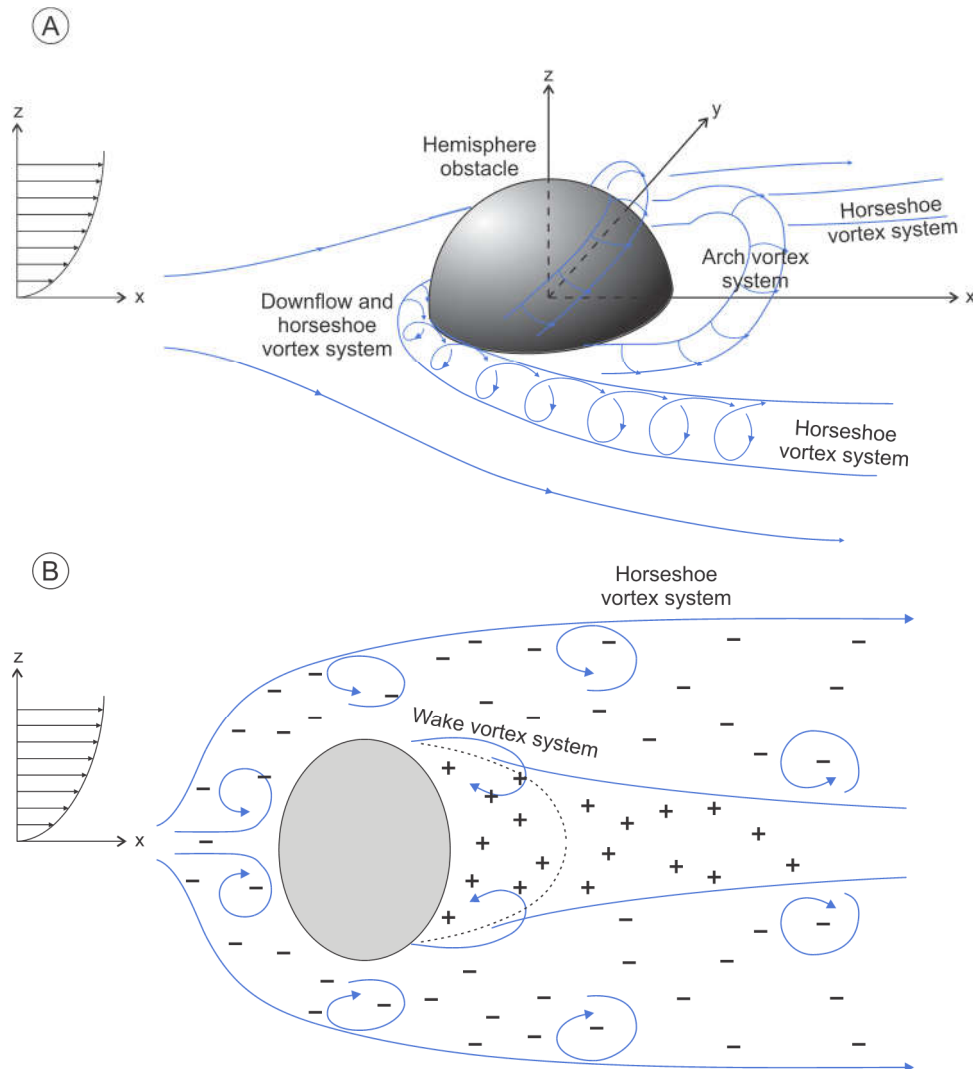 A
z
x
z
y
Hemisphere
obstacle
Horseshoe
vortex system
Arch vortex
system
x
Downflow and
horseshoe
vortex system
Horseshoe
vortex system
B
Horseshoe
vortex system
z
x
Wake vortex system